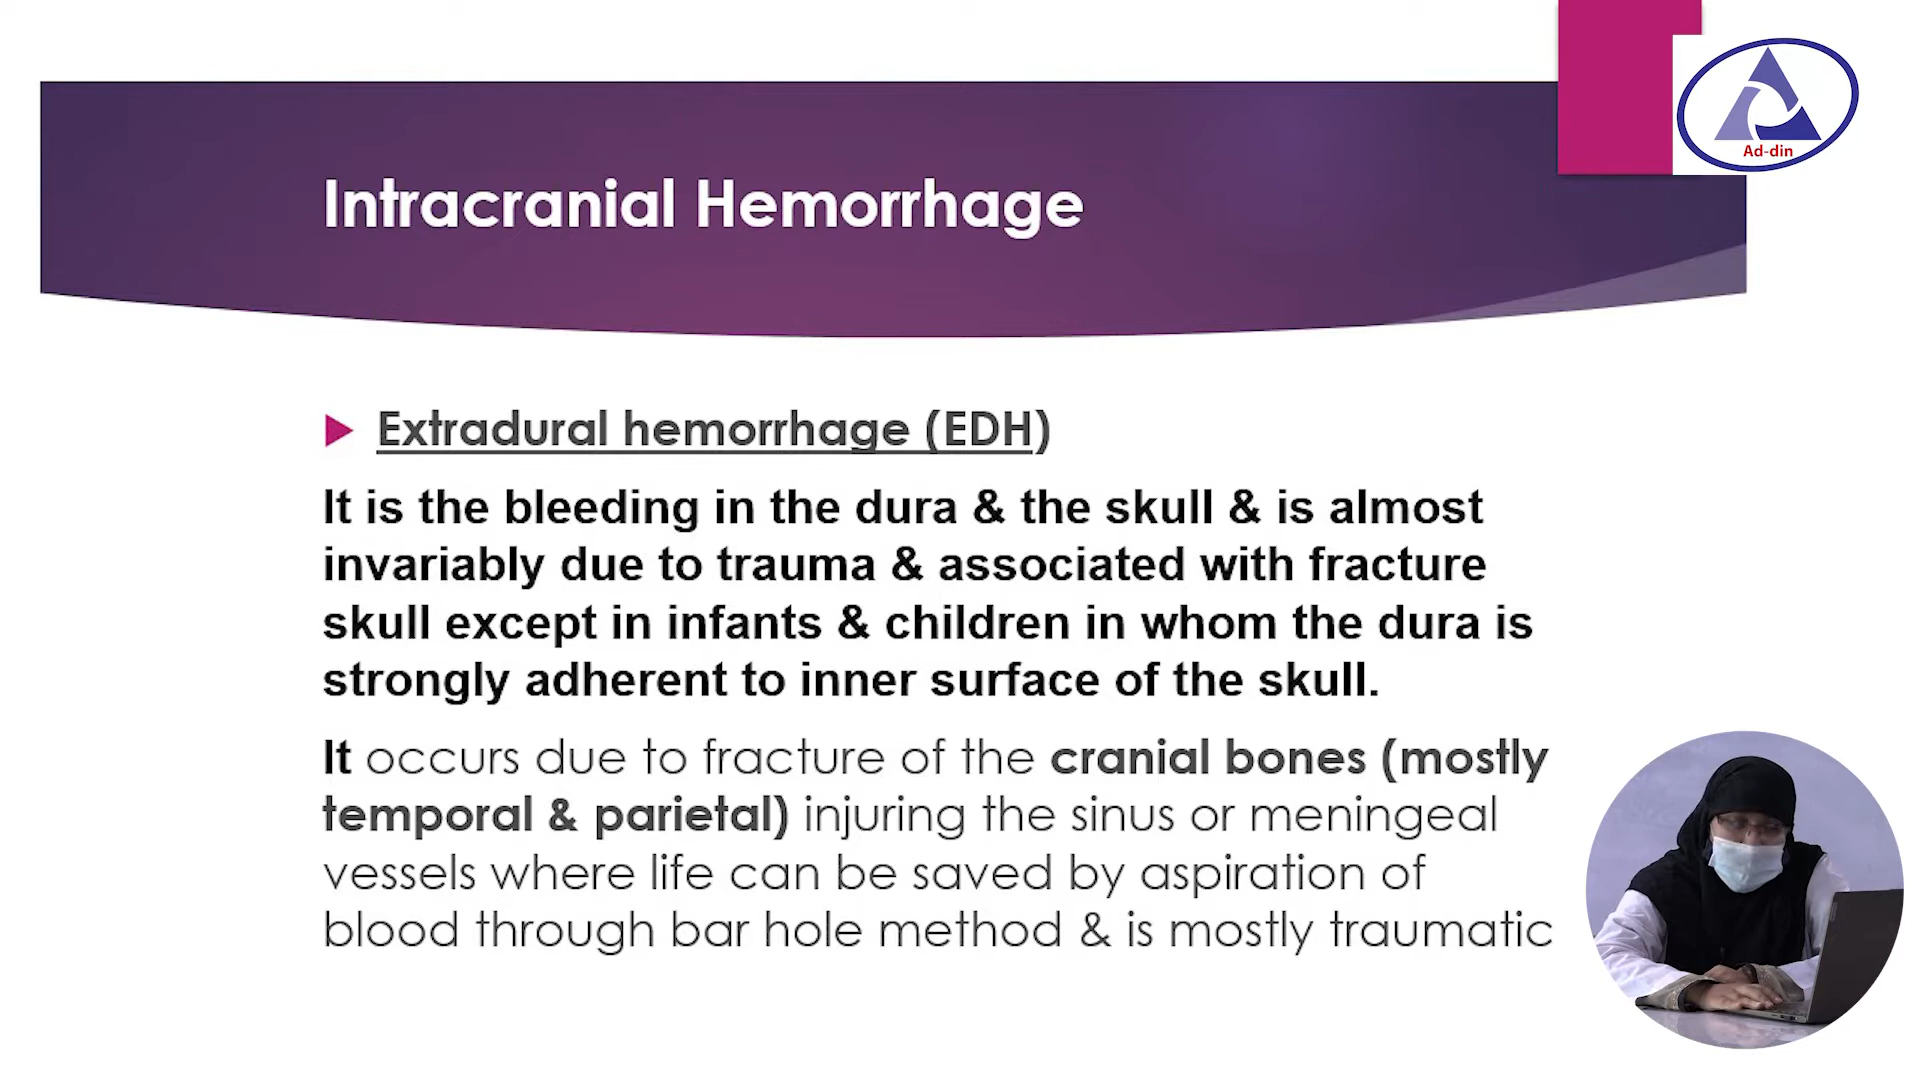 Ad-din
Intracranial Hemorrhage
Extradural hemorrhage (EDH)
It is the bleeding in the dura & the skull & is almost
invariably due to trauma & associated with fracture
skull except in infants & children in whom the dura is
strongly adherent to inner surface of the skull.
It occurs due to fracture of the cranial bones (mostly
temporal & parietal) injuring the sinus or meningeal
vessels where life can be saved by aspiration of
blood through bar hole method & is mostly traumatic